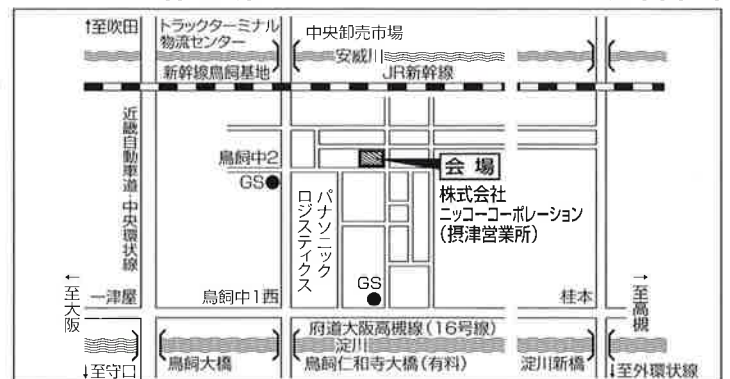 ↑至吹田
トラックターミナル
物流センター
中央卸売市場
安威川
新幹線鳥飼基地
JR新幹線
近畿自動車道・中央環状線
鳥飼中2
GS
パナソニック
ロジスティクス
会場
株式会社
ニッコーコーポレーション
(摂津営業所)
GS
←至大阪
一津屋
鳥飼中1西
桂本
→至高槻
府道大阪高槻線(16号線)
淀川
↓至守口
鳥飼大橋
鳥飼仁和寺大橋(有料)
淀川新橋
↓至外環状線